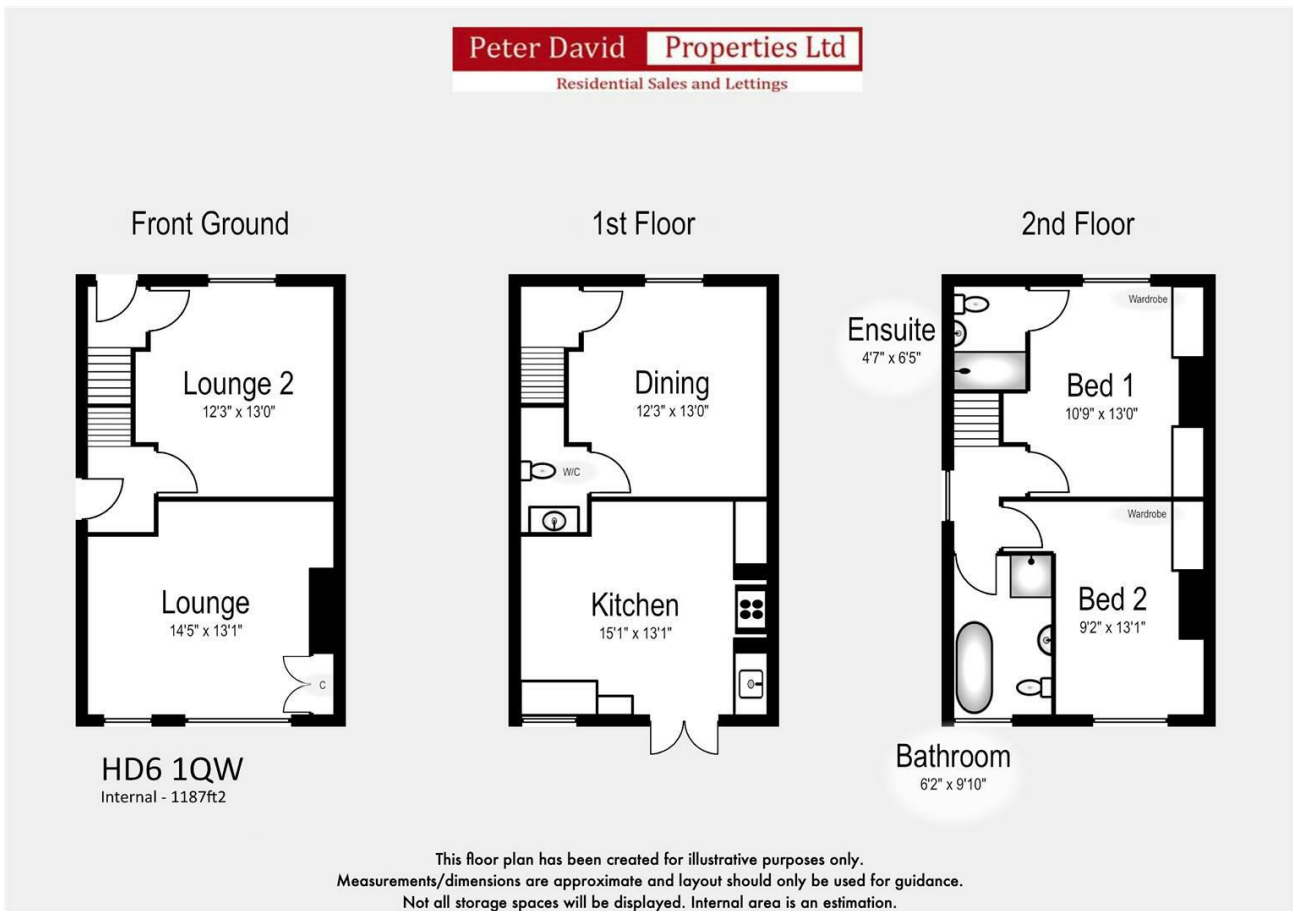 Peter David Properties Ltd
Residential Sales and Lettings
Front Ground
1st Floor
2nd Floor
Lounge 2
12'3" x 13'0"
Lounge
14'5" x 13'1"
C
HD6 1QW
Internal - 1187ft2
Dining
12'3" x 13'0"
W/C
Kitchen
15'1" x 13'1"
Ensuite
4'7" x 6'5"
Wardrobe
Bed 1
10'9" x 13'0"
Wardrobe
Bed 2
9'2" x 13'1"
Bathroom
6'2" x 9'10"
This floor plan has been created for illustrative purposes only.
Measurements/dimensions are approximate and layout should only be used for guidance.
Not all storage spaces will be displayed. Internal area is an estimation.